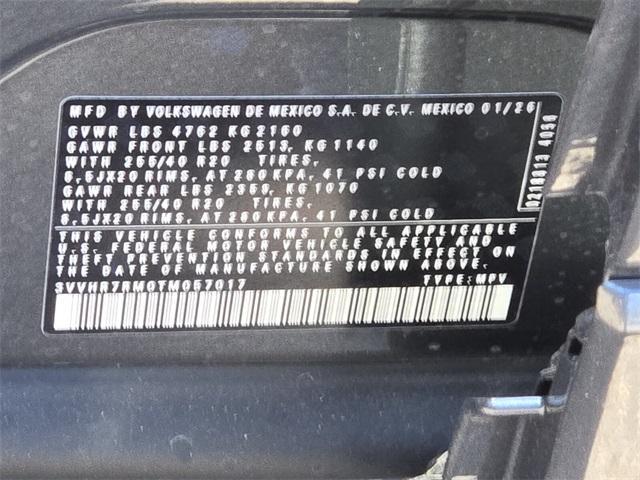 MFD BY VOLKSWAGEN DE MEXICO S.A. DE C.V. MEXICO 01/26
GVWR LBS 4762 KG 2160
GAWR FRONT LBS 2513, KG 1140
WITH 255/40 R20 TIRES,
8,5JX20 RIMS, AT 280 KPA, 41 PSI COLD
GAWR REAR LBS 2359, KG 1070
WITH 255/40 R20 TIRES,
8,5JX20 RIMS, AT 280 KPA, 41 PSI COLD
THIS VEHICLE CONFORMS TO ALL APPLICABLE
U.S. FEDERAL MOTOR VEHICLE SAFETY AND
THEFT PREVENTION STANDARDS IN EFFECT ON
THE DATE OF MANUFACTURE SHOWN ABOVE.
3VVHR7RM0TM057017 TYPE: MPV